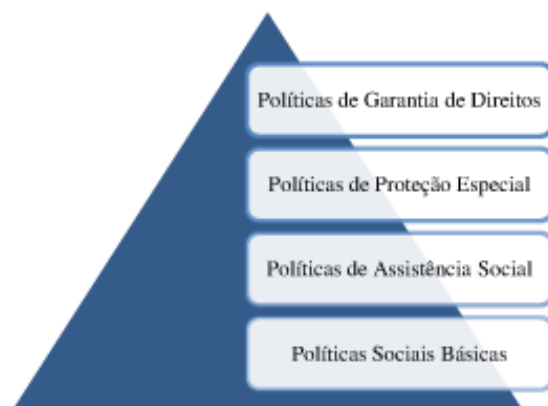 Políticas de Garantia de Direitos
Políticas de Proteção Especial
Políticas de Assistência Social
Políticas Sociais Básicas